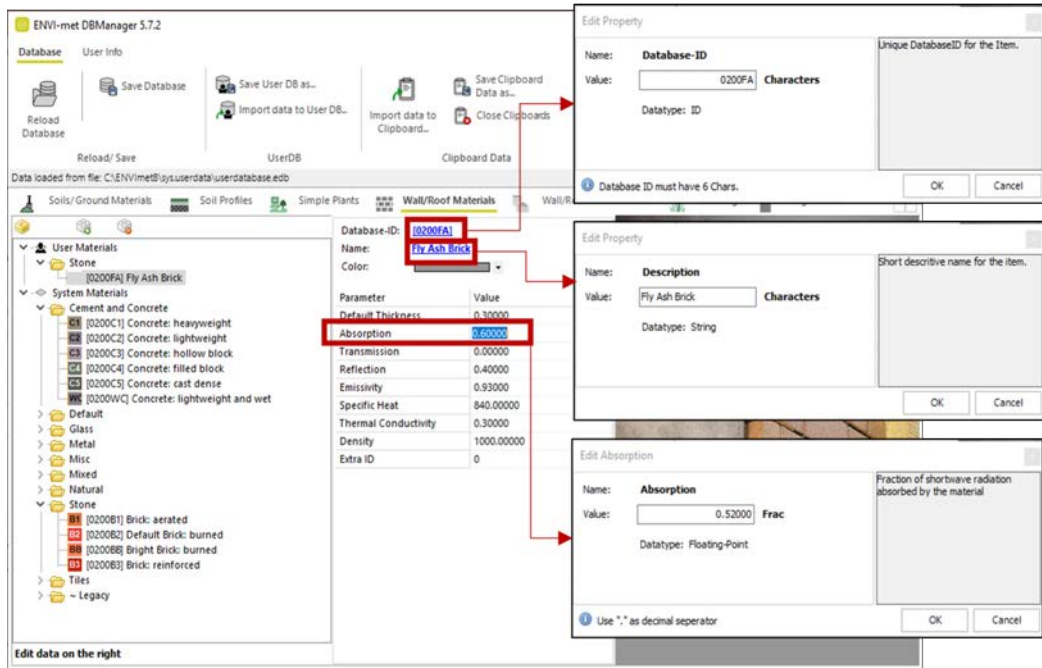 ENVI-met DBManager 5.7.2
Database User Info
Reload Database
Save Database
Reload/ Save
Save User DB as...
Import data to User DB...
UserDB
Import data to Clipboard...
Save Clipboard Data as...
Close Clipboards
Clipboard Data
Data loaded from file: C:\ENVImet8\sys.userdata\userdatabase.edb
Soils/Ground Materials Soil Profiles Simple Plants Wall/Roof Materials
User Materials
Stone
[0200FA] Fly Ash Brick
System Materials
Cement and Concrete
C1 [0200C1] Concrete: heavyweight
C2 [0200C2] Concrete: lightweight
C3 [0200C3] Concrete: hollow block
C4 [0200C4] Concrete: filled block
C5 [0200C5] Concrete: cast dense
WC [0200WC] Concrete: lightweight and wet
Default
Glass
Metal
Misc
Mixed
Natural
Stone
B1 [0200B1] Brick: aerated
B2 [0200B2] Default Brick: burned
BB [0200BB] Bright Brick: burned
B3 [0200B3] Brick: reinforced
Tiles
~ Legacy
Edit data on the right
Database-ID: [0200FA]
Name: Fly Ash Brick
Color:
Parameter Value
Default Thickness 0.30000
Absorption 0.60000
Transmission 0.00000
Reflection 0.40000
Emissivity 0.93000
Specific Heat 840.00000
Thermal Conductivity 0.30000
Density 1000.00000
Extra ID 0
Edit Property
Name: Database-ID
Value: 0200FA Characters
Datatype: ID
Unique DatabaseID for the Item.
Database ID must have 6 Chars.
OK Cancel
Edit Property
Name: Description
Value: Fly Ash Brick Characters
Datatype: String
Short descritive name for the item.
OK Cancel
Edit Absorption
Name: Absorption
Value: 0.52000 Frac
Datatype: Floating-Point
Fraction of shortwave radiation
absorbed by the material
Use "." as decimal seperator
OK Cancel